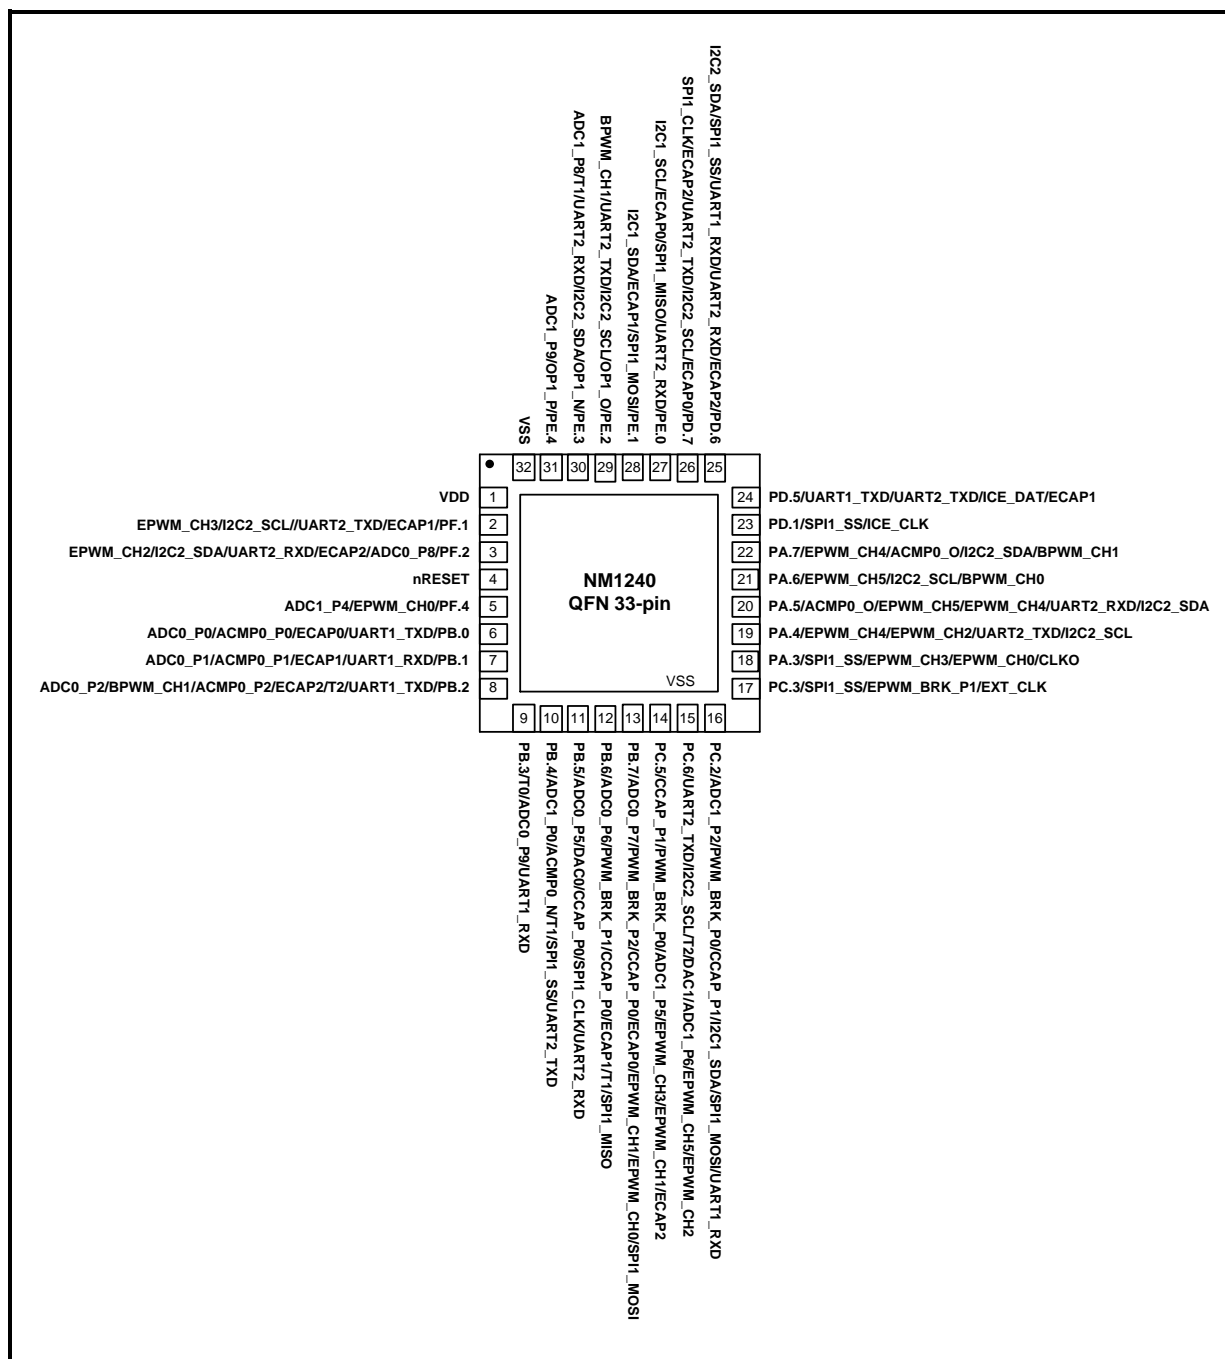 I2C2_SDA/SPI1_SS/UART1_RXD/UART2_RXD/ECAP2/PD.6
SPI1_CLK/ECAP2/UART2_TXD/I2C2_SCL/ECAP0/PD.7
I2C1_SCL/ECAP0/SPI1_MISO/UART2_RXD/PE.0
I2C1_SDA/ECAP1/SPI1_MOSI/PE.1
BPWM_CH1/UART2_TXD/I2C2_SCL/OP1_O/PE.2
ADC1_P8/T1/UART2_RXD/I2C2_SDA/OP1_N/PE.3
ADC1_P9/OP1_P/PE.4
VSS
32 31 30 29 28 27 26 25
VDD 1
EPWM_CH3/I2C2_SCL//UART2_TXD/ECAP1/PF.1 2
EPWM_CH2/I2C2_SDA/UART2_RXD/ECAP2/ADC0_P8/PF.2 3
nRESET 4
ADC1_P4/EPWM_CH0/PF.4 5
ADC0_P0/ACMP0_P0/ECAP0/UART1_TXD/PB.0 6
ADC0_P1/ACMP0_P1/ECAP1/UART1_RXD/PB.1 7
ADC0_P2/BPWM_CH1/ACMP0_P2/ECAP2/T2/UART1_TXD/PB.2 8
NM1240
QFN 33-pin
VSS
24 PD.5/UART1_TXD/UART2_TXD/ICE_DAT/ECAP1
23 PD.1/SPI1_SS/ICE_CLK
22 PA.7/EPWM_CH4/ACMP0_O/I2C2_SDA/BPWM_CH1
21 PA.6/EPWM_CH5/I2C2_SCL/BPWM_CH0
20 PA.5/ACMP0_O/EPWM_CH5/EPWM_CH4/UART2_RXD/I2C2_SDA
19 PA.4/EPWM_CH4/EPWM_CH2/UART2_TXD/I2C2_SCL
18 PA.3/SPI1_SS/EPWM_CH3/EPWM_CH0/CLKO
17 PC.3/SPI1_SS/EPWM_BRK_P1/EXT_CLK
9 10 11 12 13 14 15 16
PB.3/T0/ADC0_P9/UART1_RXD
PB.4/ADC1_P0/ACMP0_N/T1/SPI1_SS/UART2_TXD
PB.5/ADC0_P5/DAC0/CCAP_P0/SPI1_CLK/UART2_RXD
PB.6/ADC0_P6/PWM_BRK_P1/CCAP_P0/ECAP1/T1/SPI1_MISO
PB.7/ADC0_P7/PWM_BRK_P2/CCAP_P0/ECAP0/EPWM_CH1/EPWM_CH0/SPI1_MOSI
PC.5/CCAP_P1/PWM_BRK_P0/ADC1_P5/EPWM_CH3/EPWM_CH1/ECAP2
PC.6/UART2_TXD/I2C2_SCL/T2/DAC1/ADC1_P6/EPWM_CH5/EPWM_CH2
PC.2/ADC1_P2/PWM_BRK_P0/CCAP_P1/I2C1_SDA/SPI1_MOSI/UART1_RXD